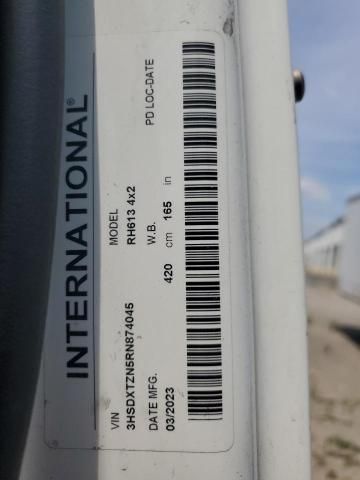 INTERNATIONAL®
VIN MODEL
3HSDXTZN5RN874045 RH613 4x2
DATE MFG. W.B. PD LOC-DATE
03/2023 420 cm 165 in